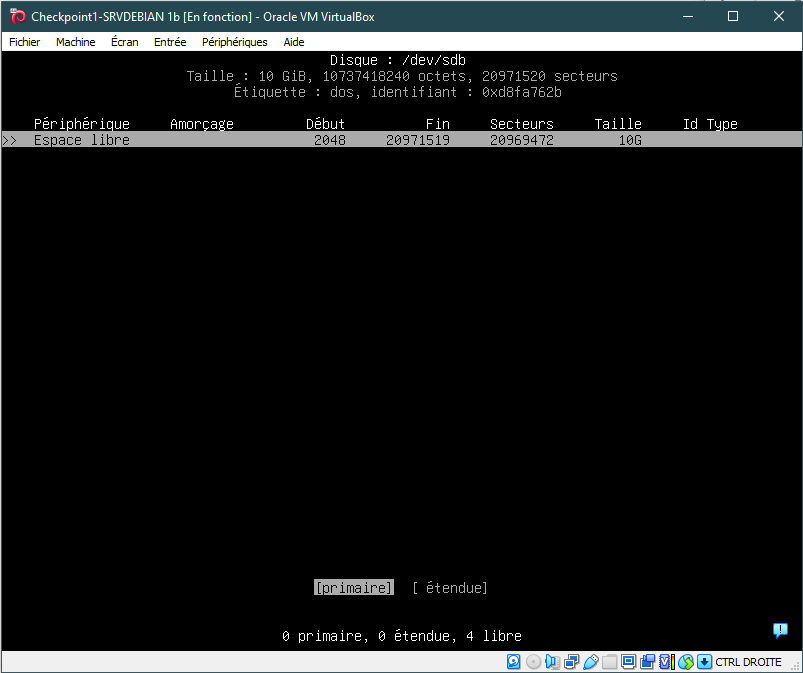 Checkpoint1-SRVDEBIAN 1b [En fonction] - Oracle VM VirtualBox
Fichier Machine Écran Entrée Périphériques Aide
Disque : /dev/sdb
Taille : 10 GiB, 10737418240 octets, 20971520 secteurs
Étiquette : dos, identifiant : 0xd8fa762b
Périphérique Amorçage Début Fin Secteurs Taille Id Type
>> Espace libre 2048 20971519 20969472 10G
[primaire] [ étendue]
0 primaire, 0 étendue, 4 libre
CTRL DROITE